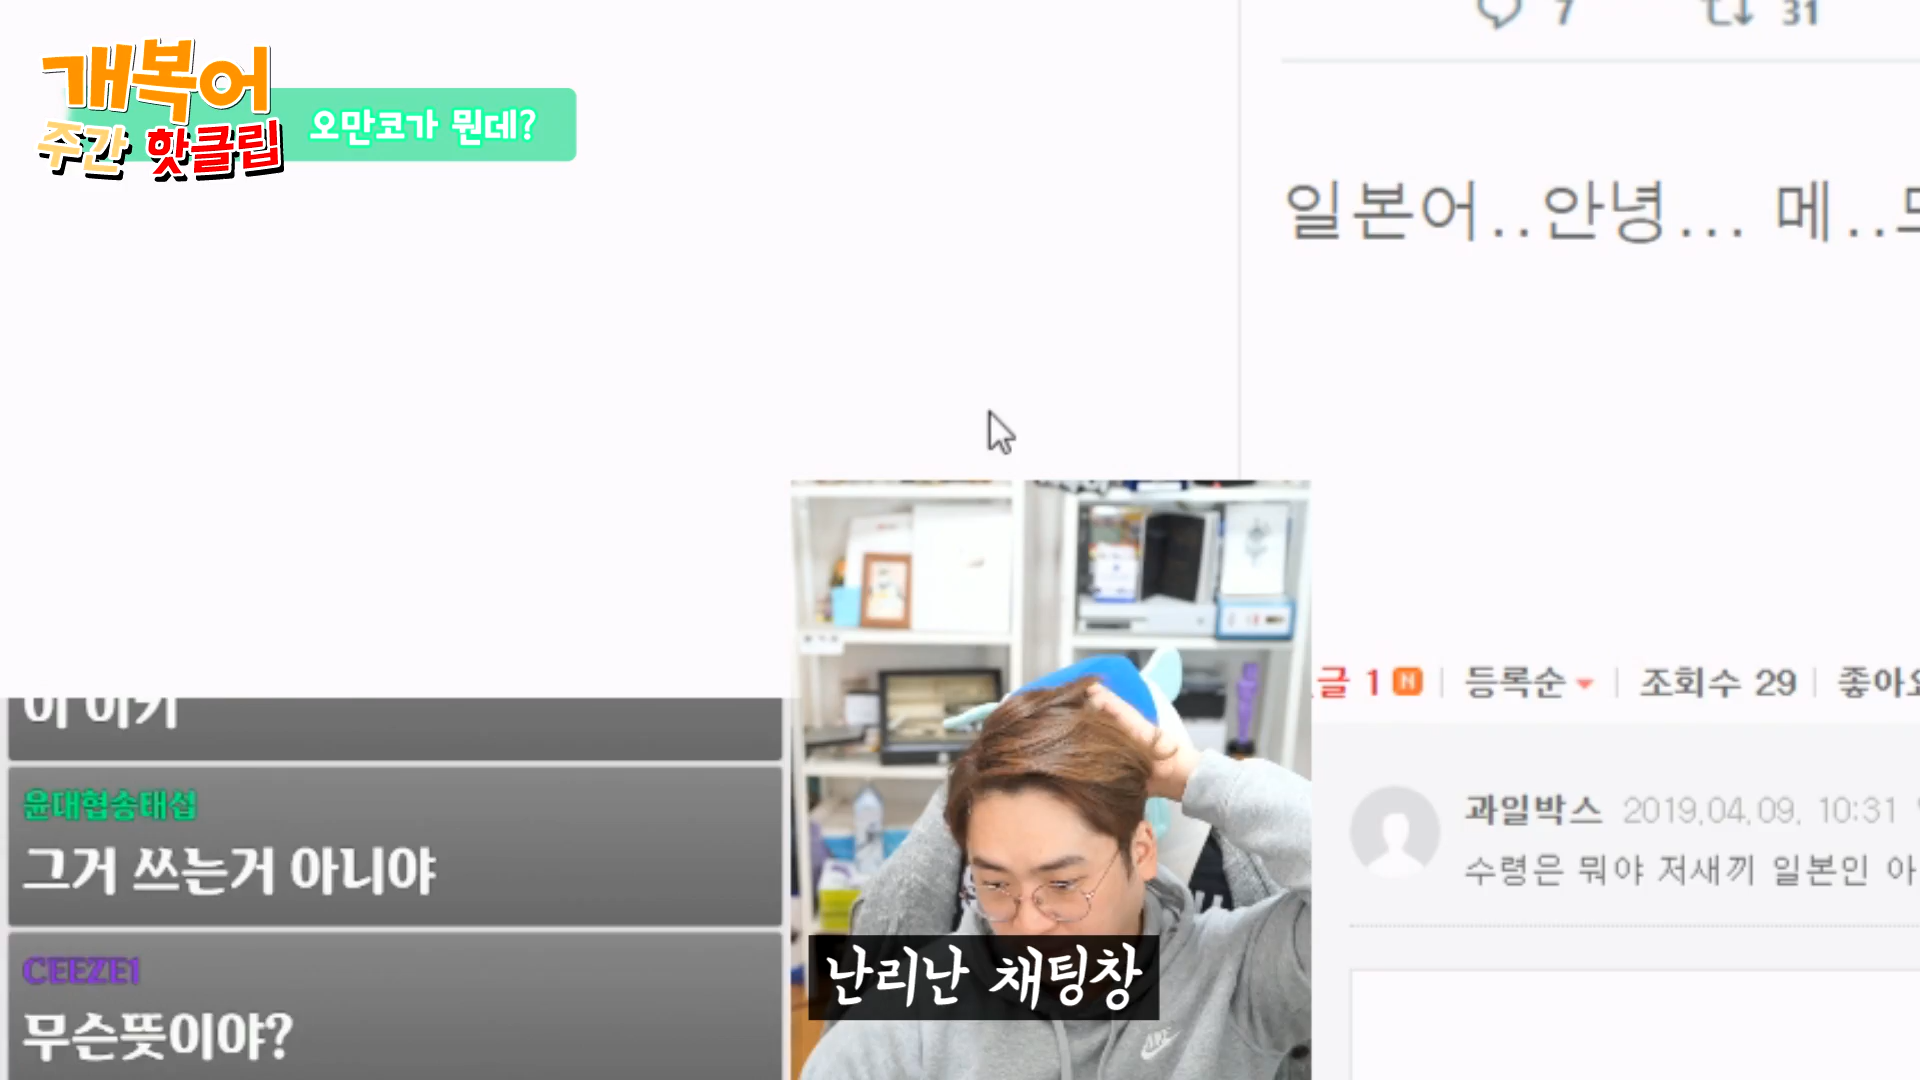 개복어
주간 핫클립
오만코가 뭔데?
7
31
일본어..안녕... 메..
글 1 N
등록순
조회수 29
좋아요
과일박스 2019.04.09. 10:31
수령은 뭐야 저새끼 일본인 아
윤대협송태섭
그거 쓰는거 아니야
CEEZE1
무슨뜻이야?
난리난 채팅창